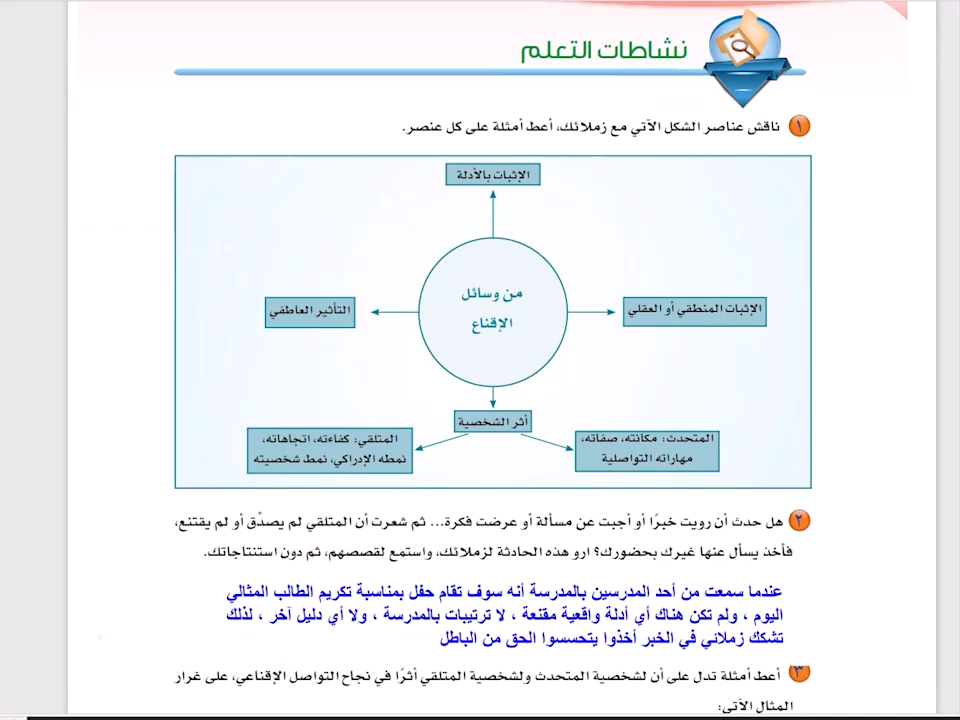 نشاطات التعلم
١ ناقش عناصر الشكل الآتي مع زملائك، أعط أمثلة على كل عنصر.
الإثبات بالأدلة
من وسائل
الإقناع
الإثبات المنطقي أو العقلي
التأثير العاطفي
أثر الشخصية
المتحدث: مكانته، صفاته،
مهاراته التواصلية
المتلقي: كفاءته، اتجاهاته،
نمطه الإدراكي، نمط شخصيته
٢ هل حدث أن رويت خبرًا أو أجبت عن مسألة أو عرضت فكرة... ثم شعرت أن المتلقي لم يصدِّق أو لم يقتنع،
فأخذ يسأل عنها غيرك بحضورك؟ ارو هذه الحادثة لزملائك، واستمع لقصصهم، ثم دون استنتاجاتك.
عندما سمعت من أحد المدرسين بالمدرسة أنه سوف تقام حفل بمناسبة تكريم الطالب المثالي
اليوم ، ولم تكن هناك أي أدلة واقعية مقنعة ، لا ترتيبات بالمدرسة ، ولا أي دليل آخر ، لذلك
تشكك زملائي في الخبر أخذوا يتحسسوا الحق من الباطل
٣ أعط أمثلة تدل على أن لشخصية المتحدث ولشخصية المتلقي أثرًا في نجاح التواصل الإقناعي، على غرار
المثال الآتي: